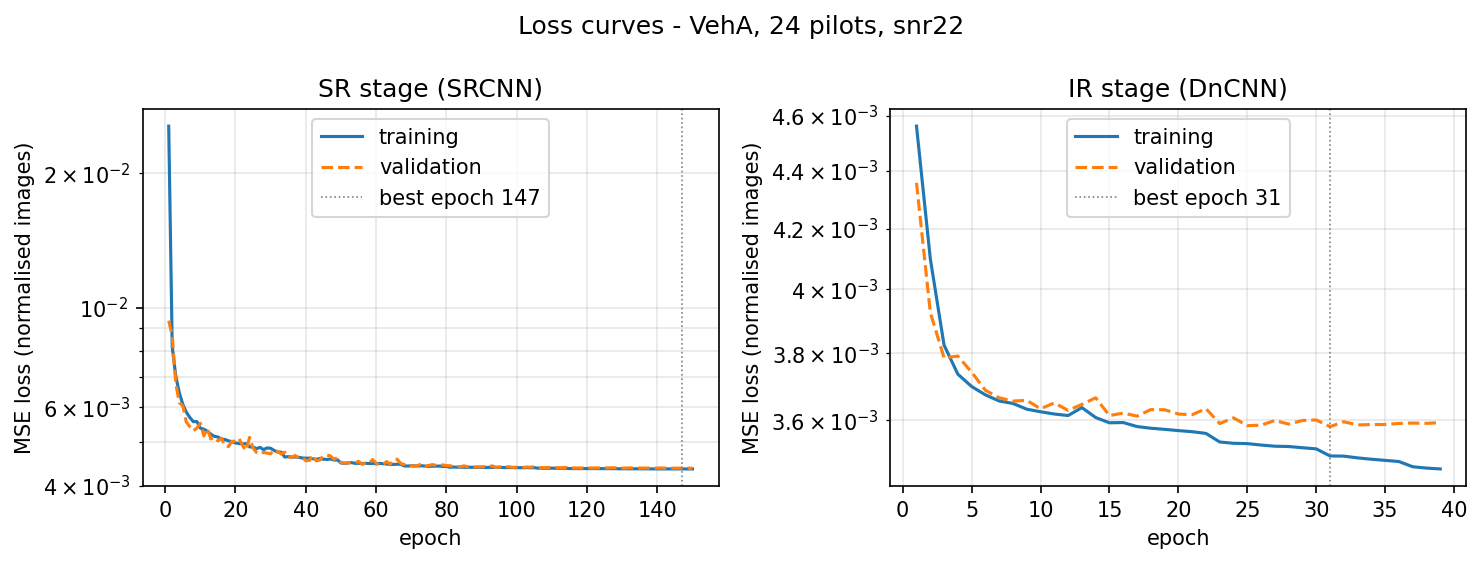 Loss curves - VehA, 24 pilots, snr22
SR stage (SRCNN)
MSE loss (normalised images)
2 × 10⁻²
10⁻²
6 × 10⁻³
4 × 10⁻³
training
validation
best epoch 147
0 20 40 60 80 100 120 140
epoch
IR stage (DnCNN)
MSE loss (normalised images)
4.6 × 10⁻³
4.4 × 10⁻³
4.2 × 10⁻³
4 × 10⁻³
3.8 × 10⁻³
3.6 × 10⁻³
training
validation
best epoch 31
0 5 10 15 20 25 30 35 40
epoch